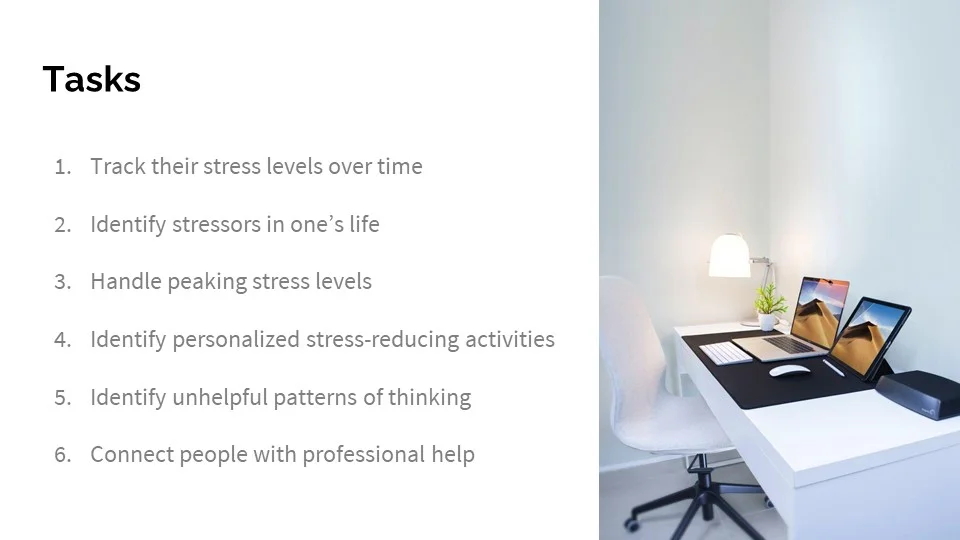 Tasks
1. Track their stress levels over time
2. Identify stressors in one’s life
3. Handle peaking stress levels
4. Identify personalized stress-reducing activities
5. Identify unhelpful patterns of thinking
6. Connect people with professional help